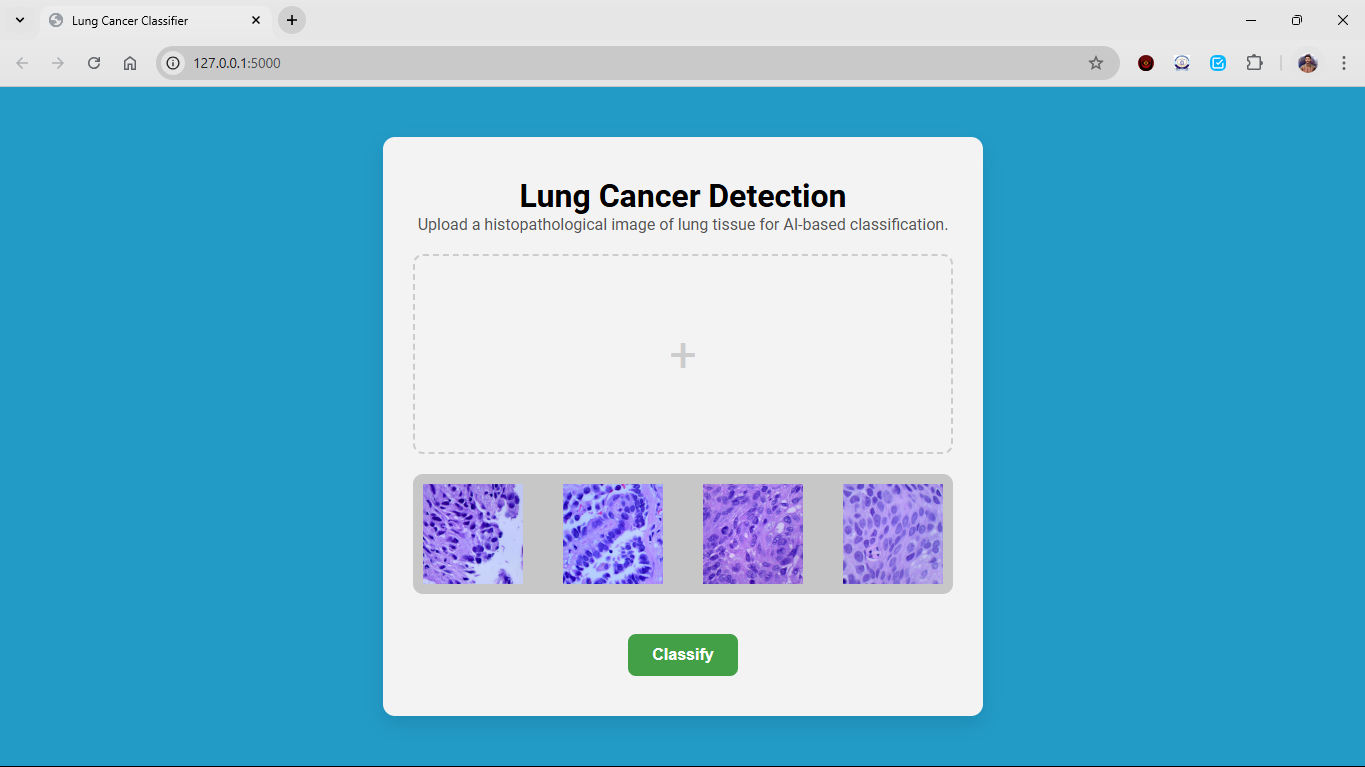 Lung Cancer Classifier
127.0.0.1:5000
Lung Cancer Detection
Upload a histopathological image of lung tissue for AI-based classification.
+
Classify